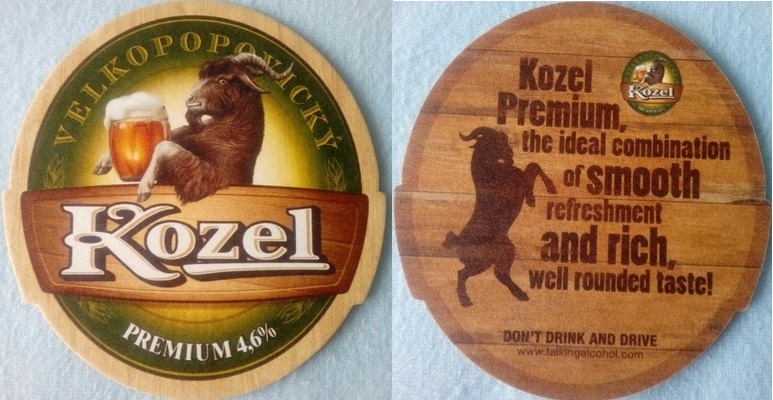 VELKOPOPOVICKÝ
Kozel
PREMIUM 4,6%
Kozel
Kozel
Premium,
the ideal combination
of smooth
refreshment
and rich,
well rounded taste!
DON'T DRINK AND DRIVE
www.talkingalcohol.com